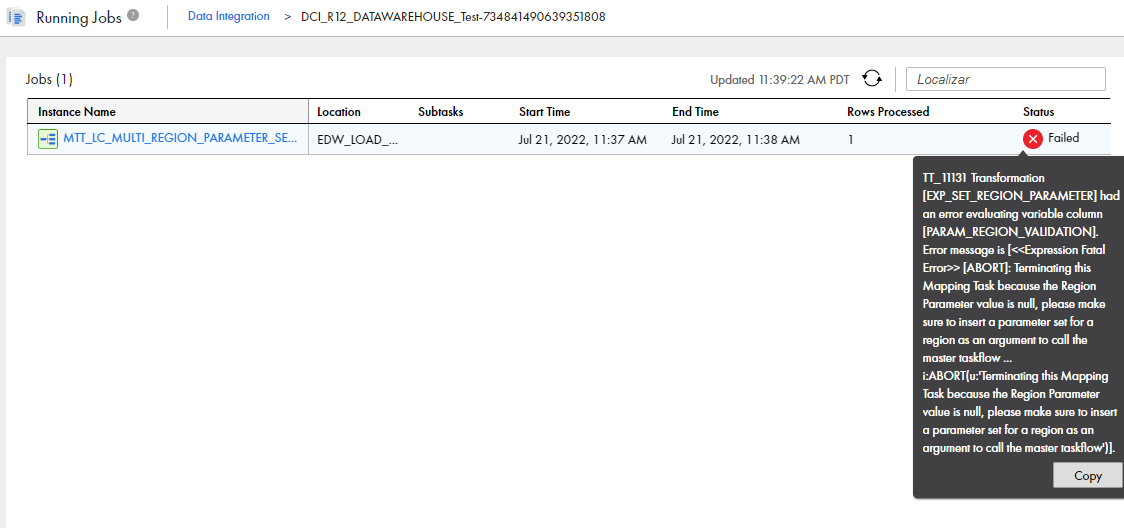 Running Jobs ? Data Integration > DCI_R12_DATAWAREHOUSE_Test-734841490639351808
Jobs (1) Updated 11:39:22 AM PDT Localizar
Instance Name Location Subtasks Start Time End Time Rows Processed Status
MTT_LC_MULTI_REGION_PARAMETER_SE... EDW_LOAD_... Jul 21, 2022, 11:37 AM Jul 21, 2022, 11:38 AM 1 Failed
TT_11131 Transformation
[EXP_SET_REGION_PARAMETER] had
an error evaluating variable column
[PARAM_REGION_VALIDATION].
Error message is [<<Expression Fatal
Error>> [ABORT]: Terminating this
Mapping Task because the Region
Parameter value is null, please make
sure to insert a parameter set for a
region as an argument to call the
master taskflow ...
i:ABORT(u:'Terminating this Mapping
Task because the Region Parameter
value is null, please make sure to insert
a parameter set for a region as an
argument to call the master taskflow')].
Copy